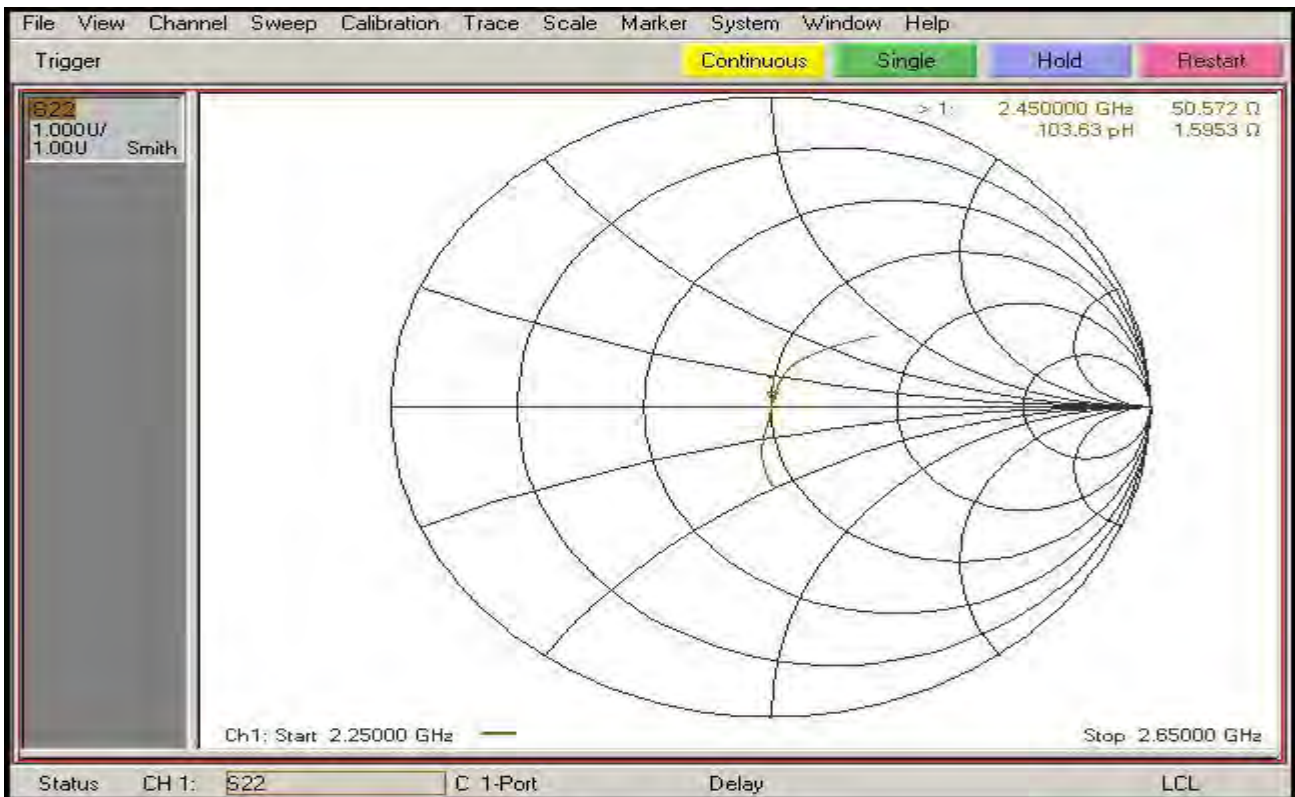 File View Channel Sweep Calibration Trace Scale Marker System Window Help
Trigger Continuous Single Hold Restart
S22
1.000U/
1.00U Smith
> 1: 2.450000 GHz 50.572 Ω
103.63 pH 1.5953 Ω
Ch1: Start 2.25000 GHz
Stop 2.65000 GHz
Status CH 1: S22 C 1-Port Delay LCL